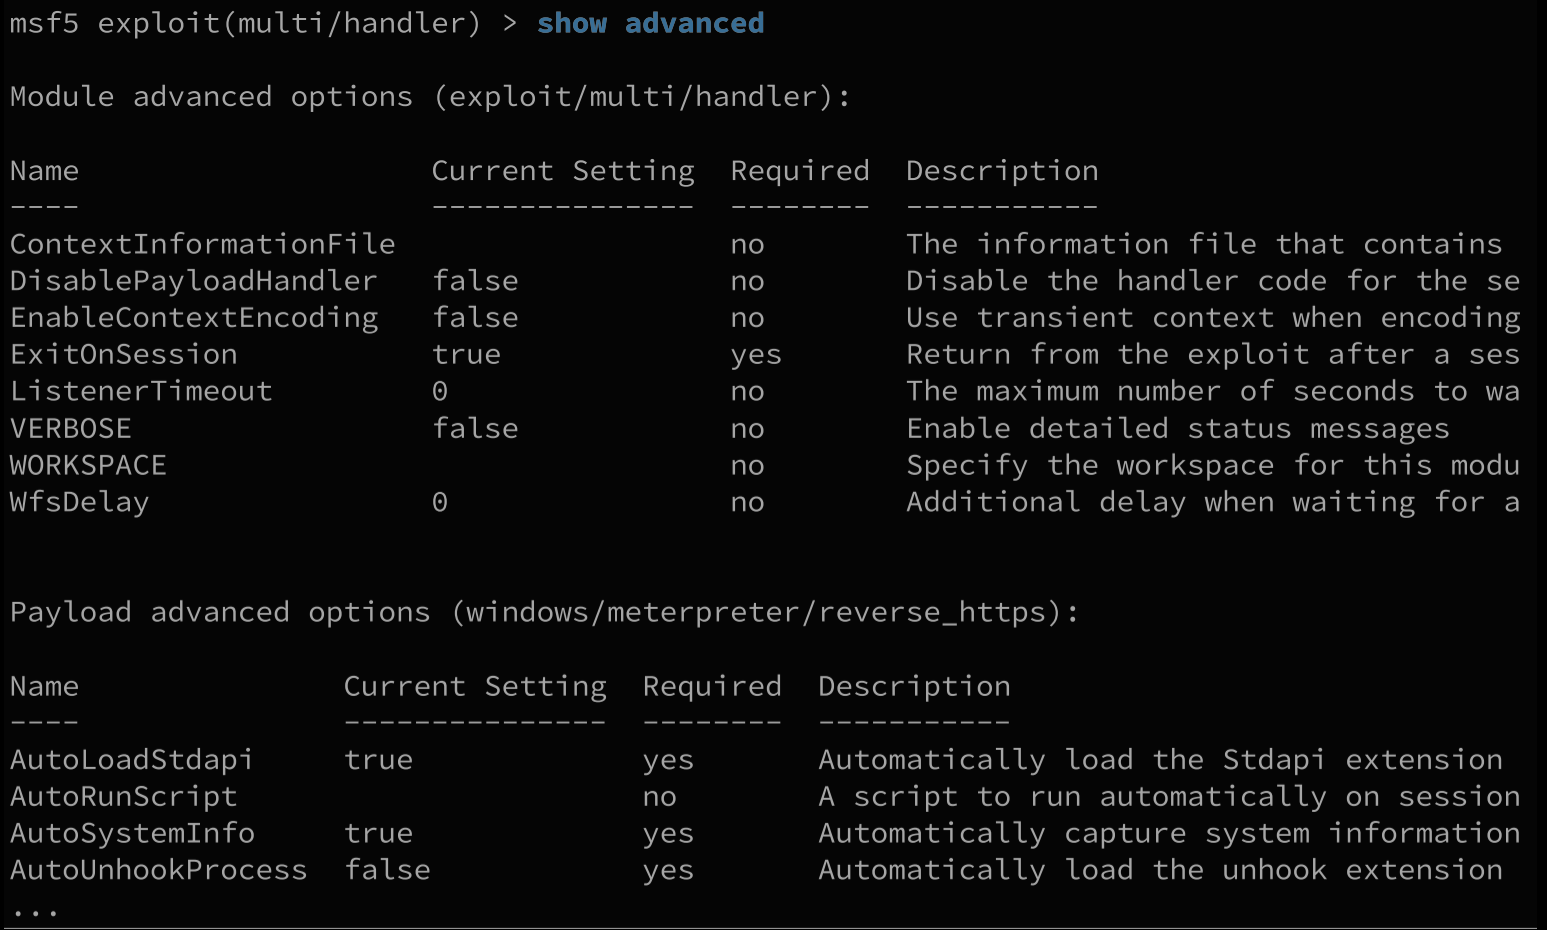 msf5 exploit(multi/handler) > show advanced
Module advanced options (exploit/multi/handler):
Name                    Current Setting  Required  Description
----                    ---------------  --------  -----------
ContextInformationFile                   no        The information file that contains
DisablePayloadHandler   false            no        Disable the handler code for the se
EnableContextEncoding   false            no        Use transient context when encoding
ExitOnSession           true             yes       Return from the exploit after a ses
ListenerTimeout         0                no        The maximum number of seconds to wa
VERBOSE                 false            no        Enable detailed status messages
WORKSPACE                                no        Specify the workspace for this modu
WfsDelay                0                no        Additional delay when waiting for a
Payload advanced options (windows/meterpreter/reverse_https):
Name               Current Setting  Required  Description
----               ---------------  --------  -----------
AutoLoadStdapi     true             yes       Automatically load the Stdapi extension
AutoRunScript                       no        A script to run automatically on session
AutoSystemInfo     true             yes       Automatically capture system information
AutoUnhookProcess  false            yes       Automatically load the unhook extension
...